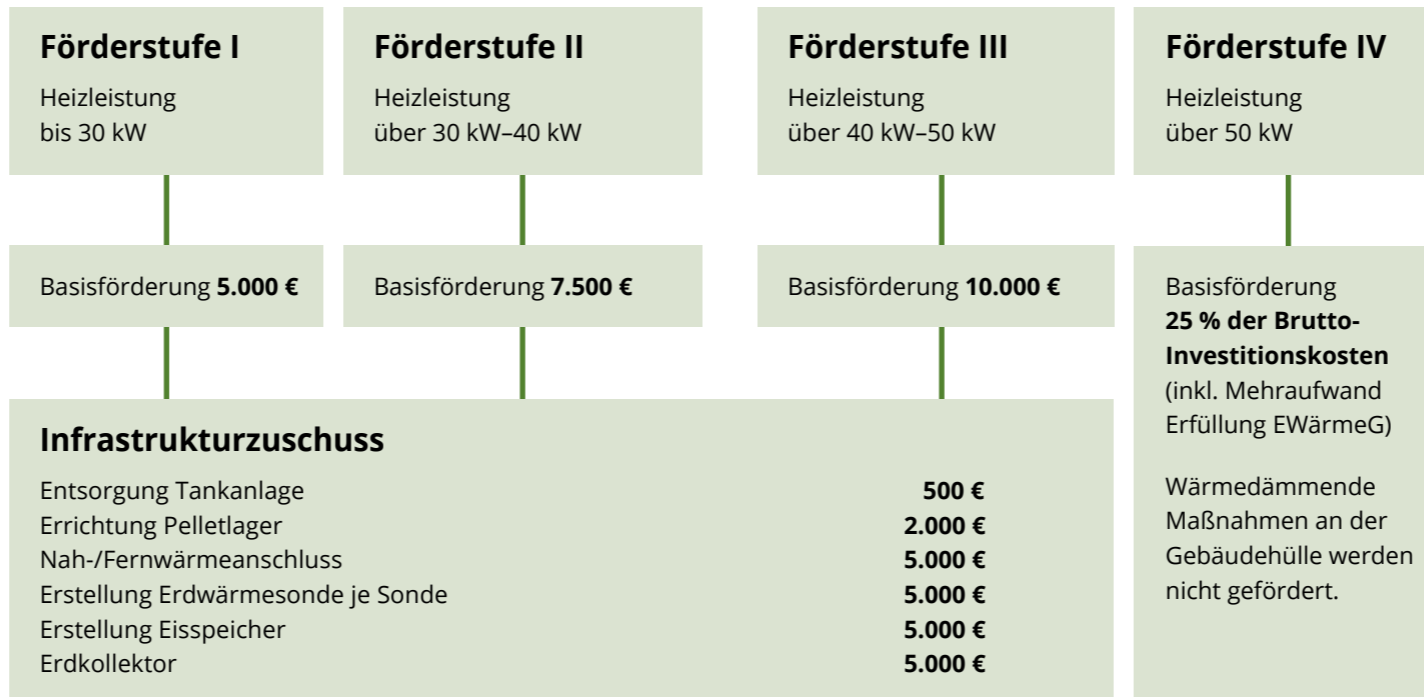 Förderstufe I
Heizleistung
bis 30 kW
Förderstufe II
Heizleistung
über 30 kW–40 kW
Förderstufe III
Heizleistung
über 40 kW–50 kW
Förderstufe IV
Heizleistung
über 50 kW
Basisförderung 5.000 €
Basisförderung 7.500 €
Basisförderung 10.000 €
Basisförderung
25 % der Brutto-
Investitionskosten
(inkl. Mehraufwand
Erfüllung EWärmeG)
Wärmedämmende
Maßnahmen an der
Gebäudehülle werden
nicht gefördert.
Infrastrukturzuschuss
Entsorgung Tankanlage 500 €
Errichtung Pelletlager 2.000 €
Nah-/Fernwärmeanschluss 5.000 €
Erstellung Erdwärmesonde je Sonde 5.000 €
Erstellung Eisspeicher 5.000 €
Erdkollektor 5.000 €